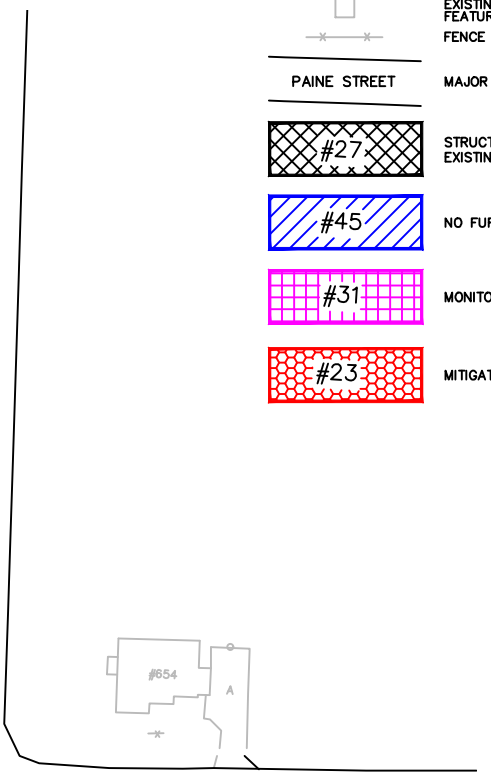 EXISTIN
FEATUR
FENCE
PAINE STREET MAJOR
#27 STRUCT
EXISTIN
#45 NO FUR
#31 MONITO
#23 MITIGAT
#654
A